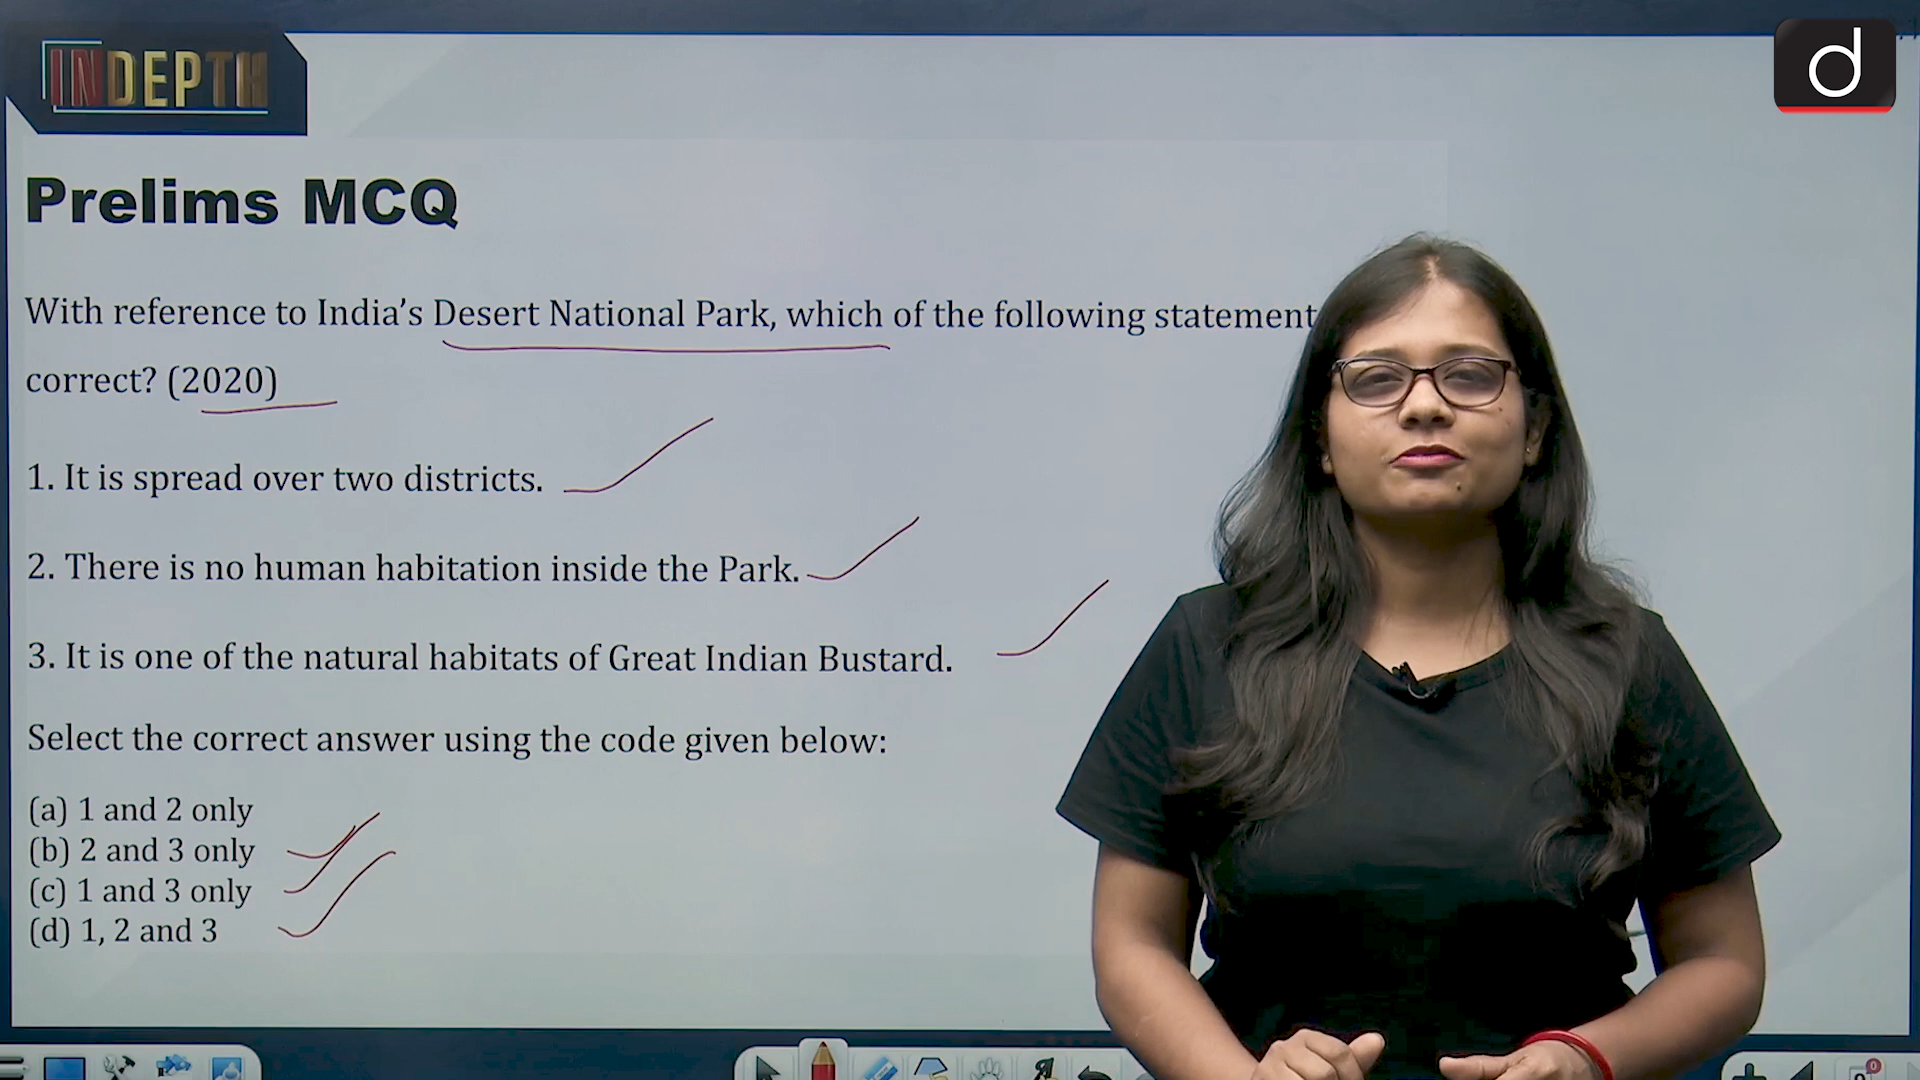 INDEPTH
d
Prelims MCQ
With reference to India’s Desert National Park, which of the following statement
correct? (2020)
1. It is spread over two districts.
2. There is no human habitation inside the Park.
3. It is one of the natural habitats of Great Indian Bustard.
Select the correct answer using the code given below:
(a) 1 and 2 only
(b) 2 and 3 only
(c) 1 and 3 only
(d) 1, 2 and 3
0